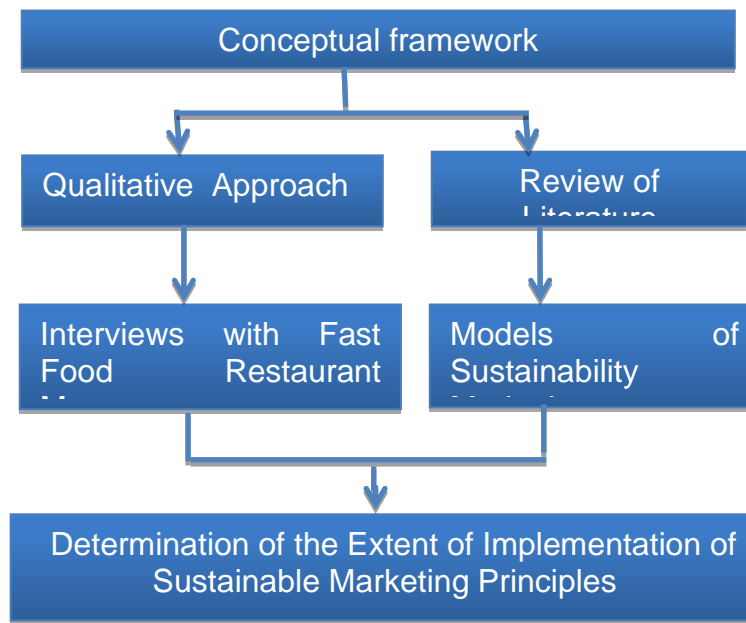 Conceptual framework
Qualitative Approach
Review of
Literature
Interviews with Fast
Food Restaurant
Models of
Sustainability
Determination of the Extent of Implementation of
Sustainable Marketing Principles